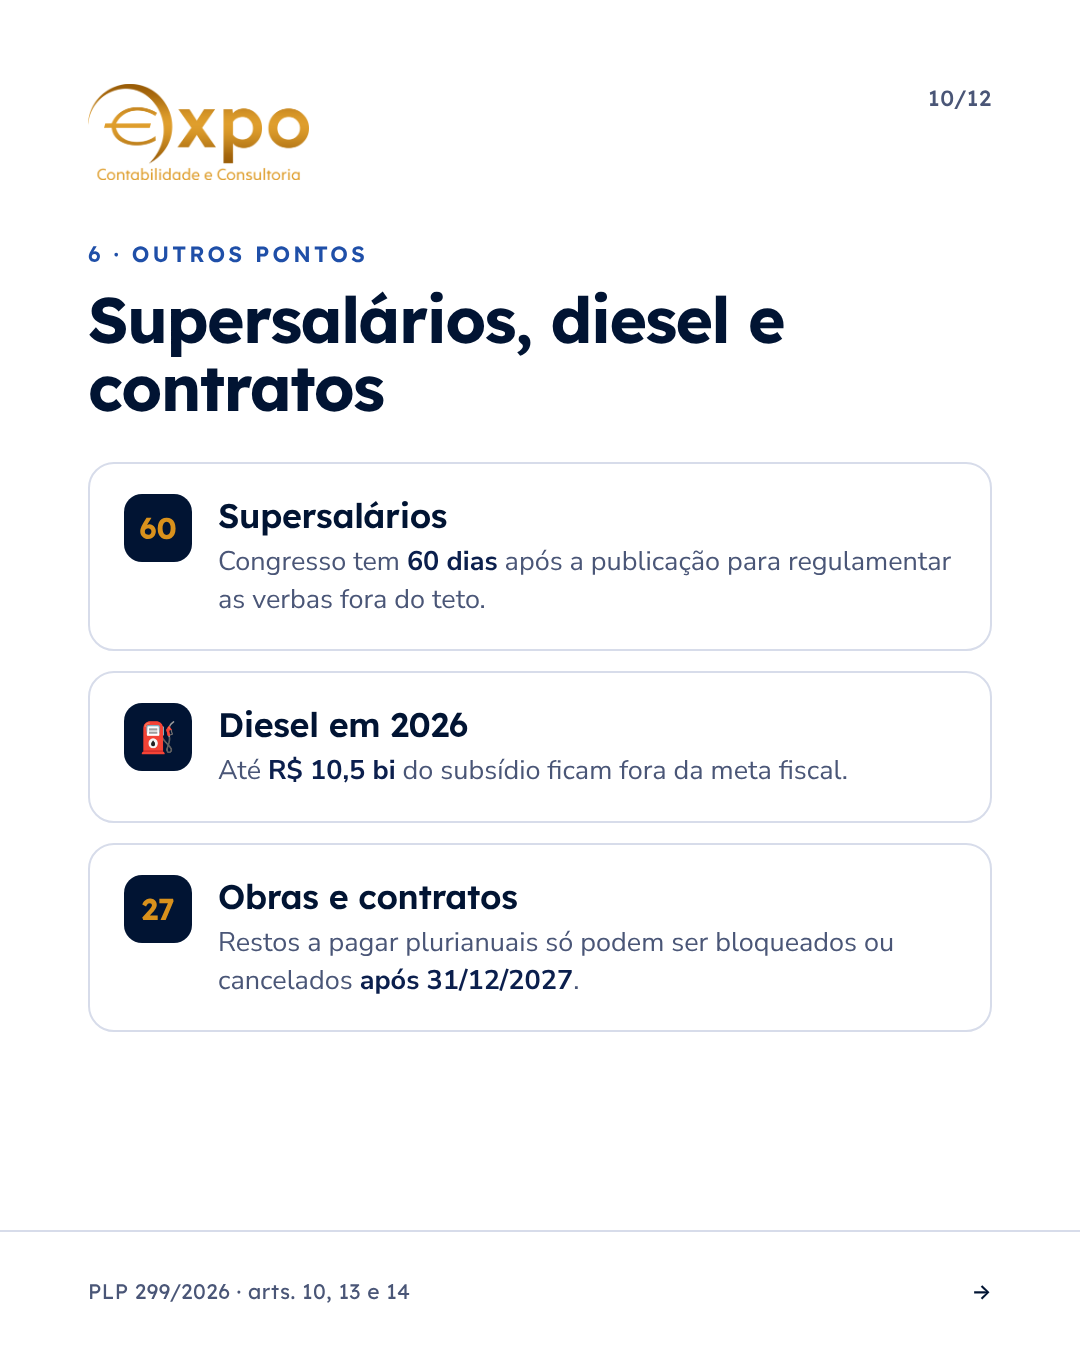 Expo
Contabilidade e Consultoria
10/12
6 · OUTROS PONTOS
Supersalários, diesel e
contratos
60
Supersalários
Congresso tem 60 dias após a publicação para regulamentar
as verbas fora do teto.
Diesel em 2026
Até R$ 10,5 bi do subsídio ficam fora da meta fiscal.
27
Obras e contratos
Restos a pagar plurianuais só podem ser bloqueados ou
cancelados após 31/12/2027.
PLP 299/2026 · arts. 10, 13 e 14 →